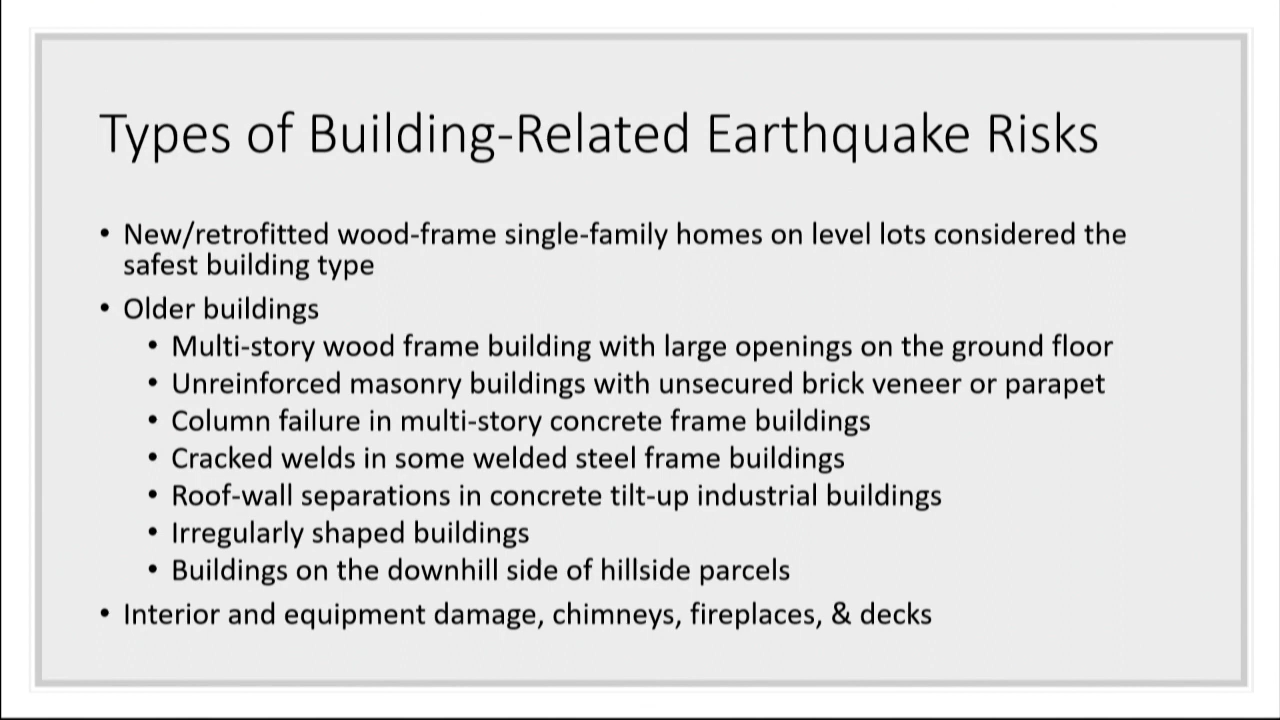 Types of Building-Related Earthquake Risks
• New/retrofitted wood-frame single-family homes on level lots considered the
safest building type
• Older buildings
• Multi-story wood frame building with large openings on the ground floor
• Unreinforced masonry buildings with unsecured brick veneer or parapet
• Column failure in multi-story concrete frame buildings
• Cracked welds in some welded steel frame buildings
• Roof-wall separations in concrete tilt-up industrial buildings
• Irregularly shaped buildings
• Buildings on the downhill side of hillside parcels
• Interior and equipment damage, chimneys, fireplaces, & decks